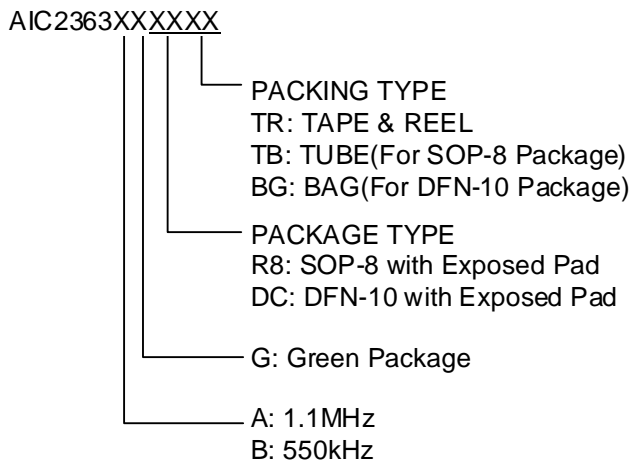 AIC2363XXXXXX
PACKING TYPE
TR: TAPE & REEL
TB: TUBE(For SOP-8 Package)
BG: BAG(For DFN-10 Package)
PACKAGE TYPE
R8: SOP-8 with Exposed Pad
DC: DFN-10 with Exposed Pad
G: Green Package
A: 1.1MHz
B: 550kHz